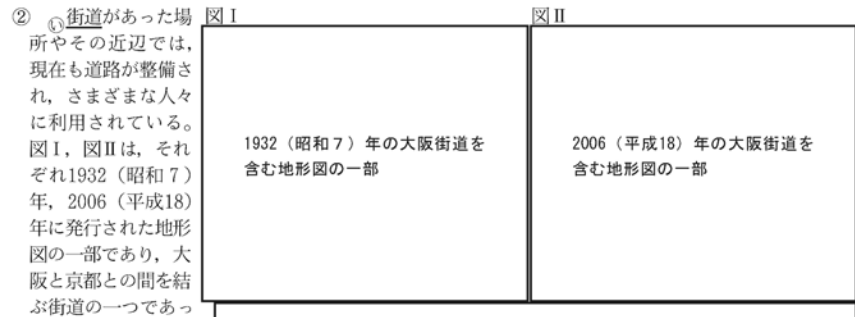 ② ㋑街道があった場
所やその近辺では，
現在も道路が整備さ
れ，さまざまな人々
に利用されている。
図Ⅰ，図Ⅱは，それ
ぞれ1932（昭和７）
年，2006（平成18）
年に発行された地形
図の一部であり，大
阪と京都との間を結
ぶ街道の一つであっ
図Ⅰ
1932（昭和７）年の大阪街道を
含む地形図の一部
図Ⅱ
2006（平成18）年の大阪街道を
含む地形図の一部